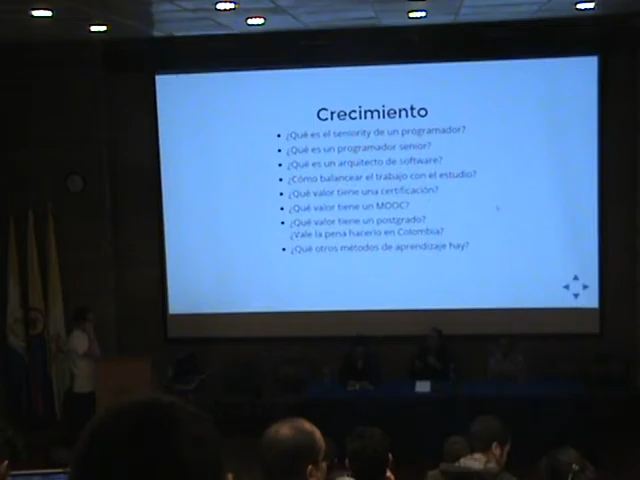 Crecimiento
¿Qué es el seniority de un programador?
¿Qué es un programador senior?
¿Qué es un arquitecto de software?
¿Cómo balancear el trabajo con el estudio?
¿Qué valor tiene una certificación?
¿Qué valor tiene un MOOC?
¿Qué valor tiene un postgrado?
¿Vale la pena hacerlo en Colombia?
¿Qué otros métodos de aprendizaje hay?